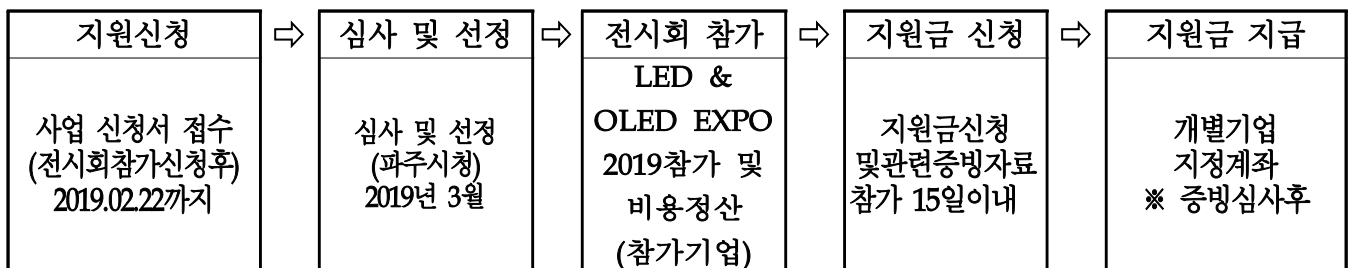 지원신청
사업 신청서 접수
(전시회참가신청후)
2019.02.22까지
⇨
심사 및 선정
심사 및 선정
(파주시청)
2019년 3월
⇨
전시회 참가
LED &
OLED EXPO
2019참가 및
비용정산
(참가기업)
⇨
지원금 신청
지원금신청
및관련증빙자료
참가 15일이내
⇨
지원금 지급
개별기업
지정계좌
※ 증빙심사후